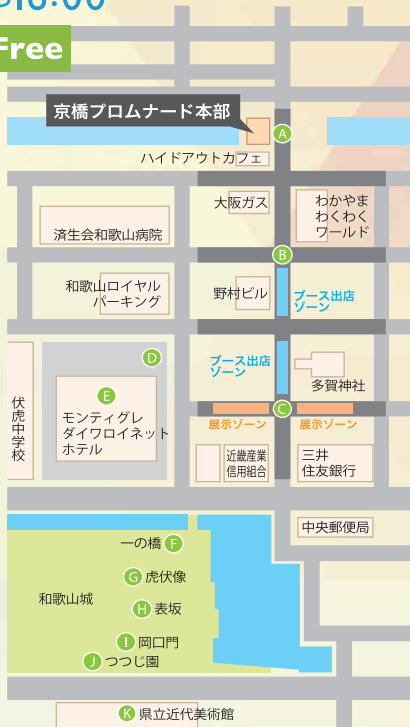 16:00
Free
京橋プロムナード本部
A
ハイドアウトカフェ
大阪ガス
わかやま
わくわく
ワールド
済生会和歌山病院
B
和歌山ロイヤル
パーキング
野村ビル
ブース出店
ゾーン
D
ブース出店
ゾーン
多賀神社
E
C
伏虎中学校
モンティグレ
ダイワロイネット
ホテル
展示ゾーン
展示ゾーン
近畿産業
信用組合
三井
住友銀行
中央郵便局
一の橋 F
G 虎伏像
和歌山城
H 表坂
I 岡口門
J つつじ園
K 県立近代美術館